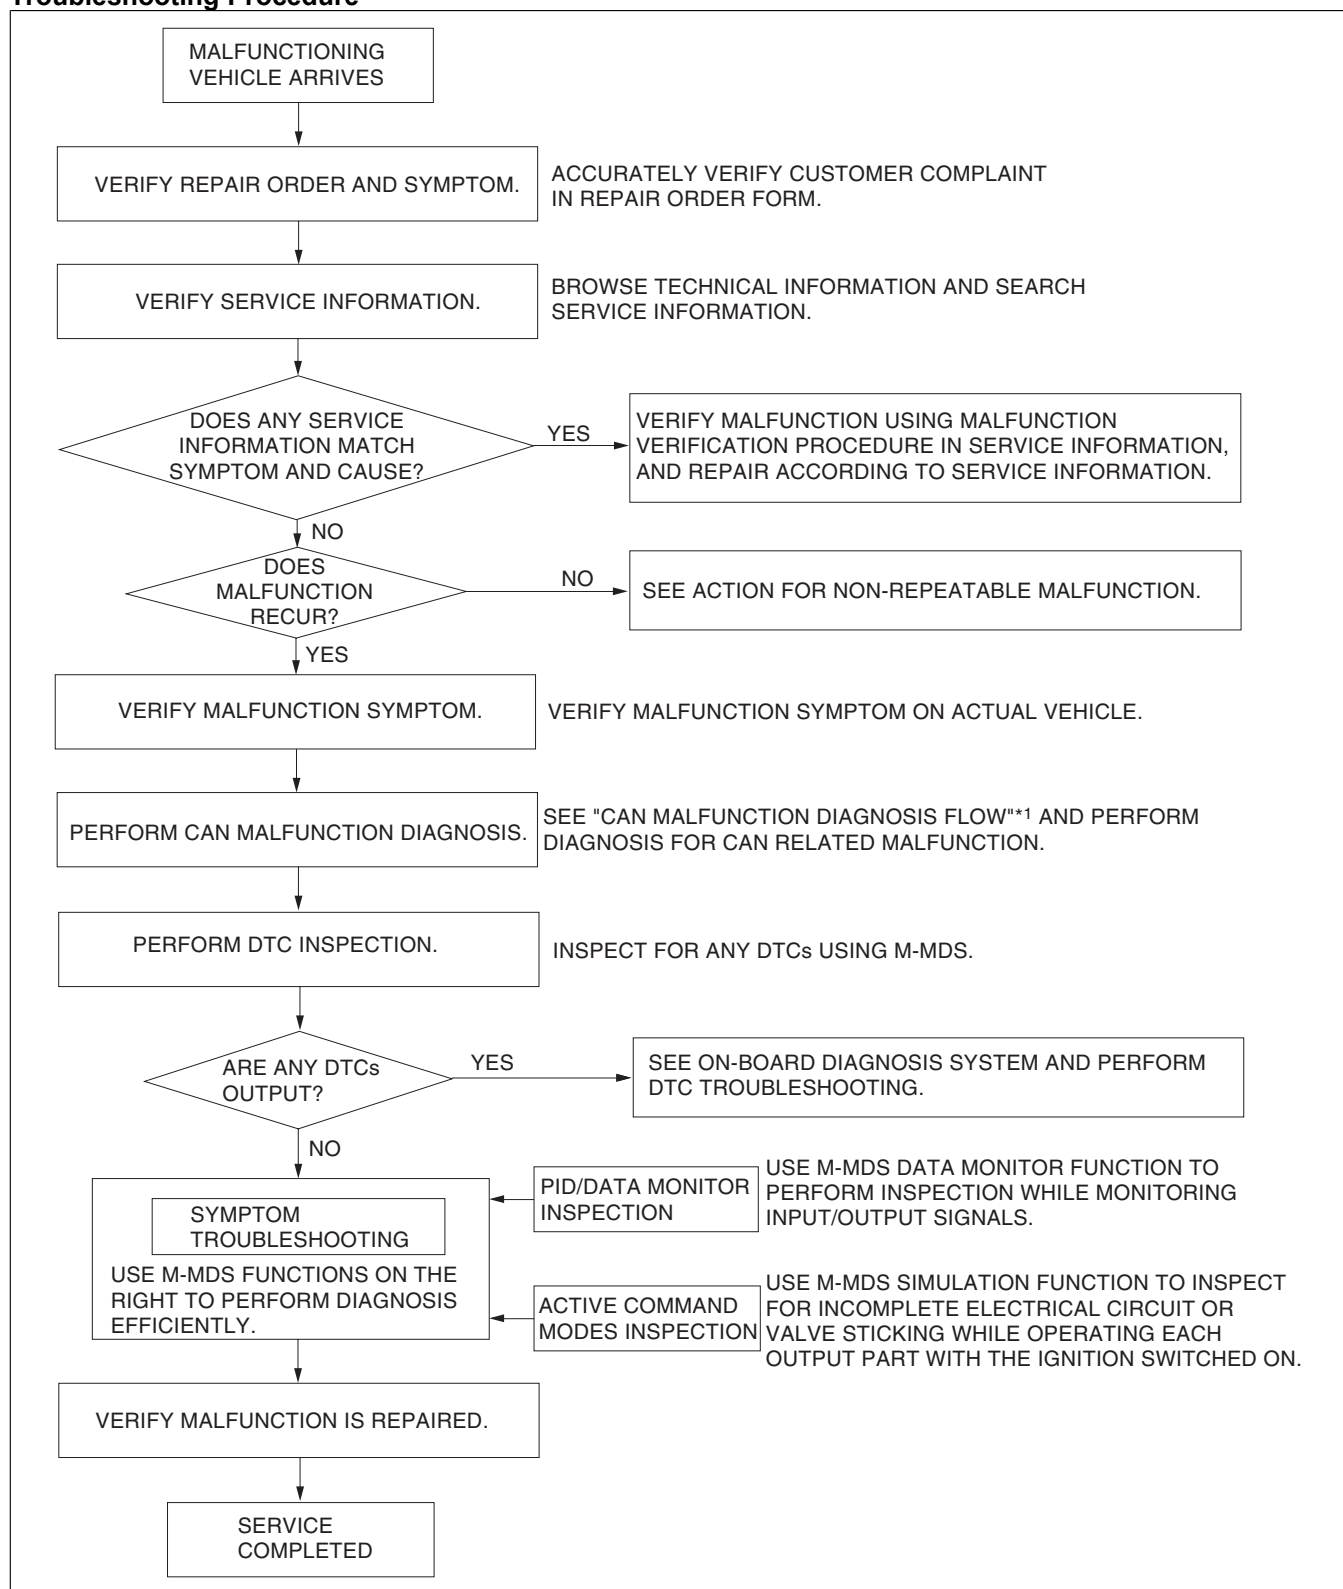 Troubleshooting Procedure
MALFUNCTIONING
VEHICLE ARRIVES
VERIFY REPAIR ORDER AND SYMPTOM.
ACCURATELY VERIFY CUSTOMER COMPLAINT
IN REPAIR ORDER FORM.
VERIFY SERVICE INFORMATION.
BROWSE TECHNICAL INFORMATION AND SEARCH
SERVICE INFORMATION.
DOES ANY SERVICE
INFORMATION MATCH
SYMPTOM AND CAUSE?
YES
VERIFY MALFUNCTION USING MALFUNCTION
VERIFICATION PROCEDURE IN SERVICE INFORMATION,
AND REPAIR ACCORDING TO SERVICE INFORMATION.
NO
DOES
MALFUNCTION
RECUR?
NO
SEE ACTION FOR NON-REPEATABLE MALFUNCTION.
YES
VERIFY MALFUNCTION SYMPTOM.
VERIFY MALFUNCTION SYMPTOM ON ACTUAL VEHICLE.
PERFORM CAN MALFUNCTION DIAGNOSIS.
SEE "CAN MALFUNCTION DIAGNOSIS FLOW"*1 AND PERFORM
DIAGNOSIS FOR CAN RELATED MALFUNCTION.
PERFORM DTC INSPECTION.
INSPECT FOR ANY DTCs USING M-MDS.
ARE ANY DTCs
OUTPUT?
YES
SEE ON-BOARD DIAGNOSIS SYSTEM AND PERFORM
DTC TROUBLESHOOTING.
NO
SYMPTOM
TROUBLESHOOTING
USE M-MDS FUNCTIONS ON THE
RIGHT TO PERFORM DIAGNOSIS
EFFICIENTLY.
PID/DATA MONITOR
INSPECTION
USE M-MDS DATA MONITOR FUNCTION TO
PERFORM INSPECTION WHILE MONITORING
INPUT/OUTPUT SIGNALS.
ACTIVE COMMAND
MODES INSPECTION
USE M-MDS SIMULATION FUNCTION TO INSPECT
FOR INCOMPLETE ELECTRICAL CIRCUIT OR
VALVE STICKING WHILE OPERATING EACH
OUTPUT PART WITH THE IGNITION SWITCHED ON.
VERIFY MALFUNCTION IS REPAIRED.
SERVICE
COMPLETED